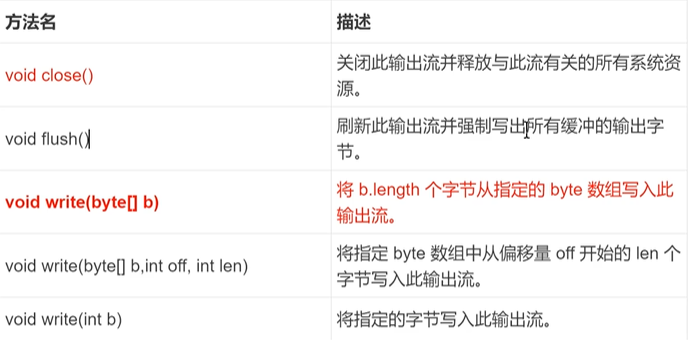 方法名 描述
void close() 关闭此输出流并释放与此流有关的所有系统资
源。
void flush() 刷新此输出流并强制写出所有缓冲的输出字
节。
void write(byte[] b) 将 b.length 个字节从指定的 byte 数组写入此
输出流。
void write(byte[] b,int off, int len) 将指定 byte 数组中从偏移量 off 开始的 len 个
字节写入此输出流。
void write(int b) 将指定的字节写入此输出流。